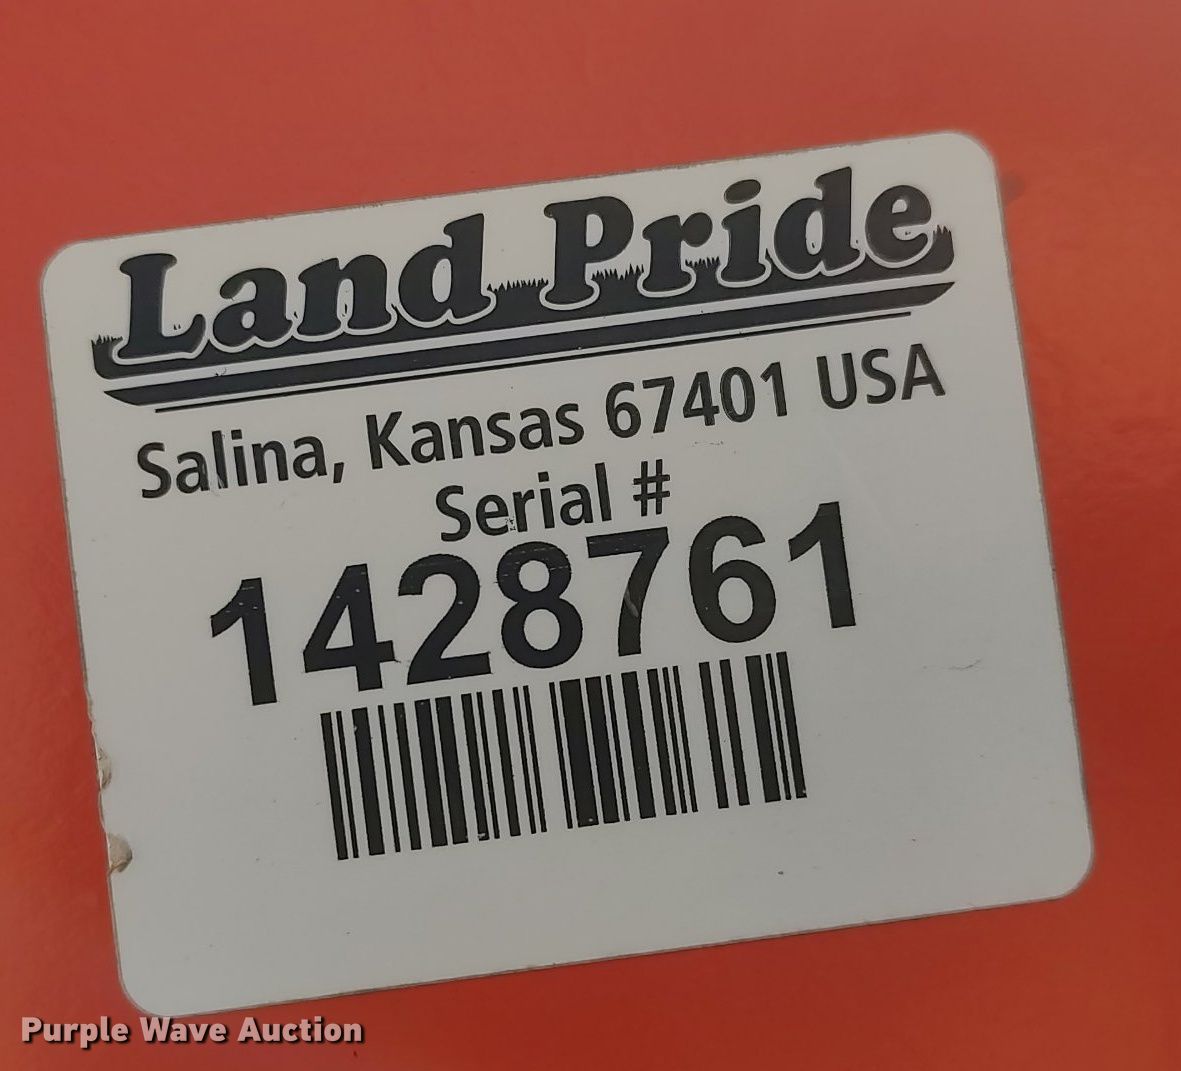 Land Pride
Salina, Kansas 67401 USA
Serial #
1428761
Purple Wave Auction